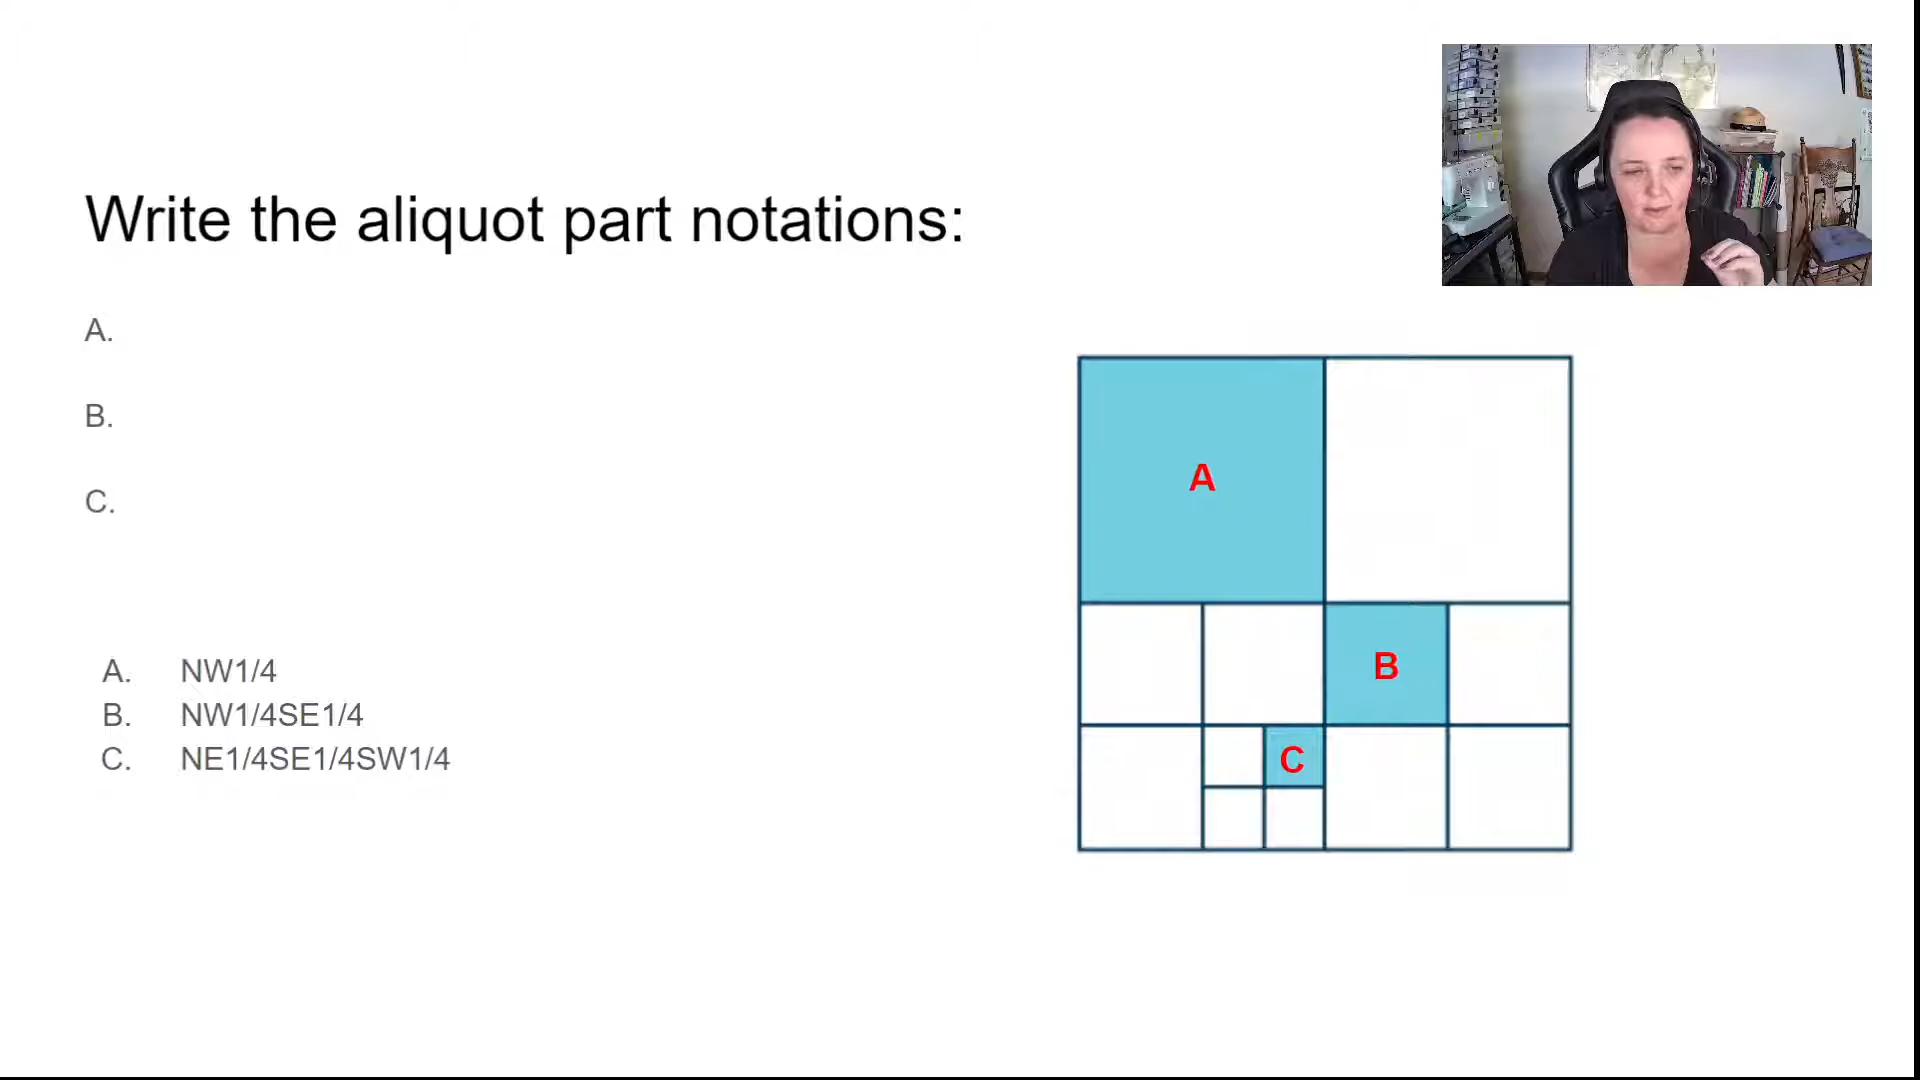 Write the aliquot part notations:
A.
B.
C.
A. NW1/4
B. NW1/4SE1/4
C. NE1/4SE1/4SW1/4
A
B
C